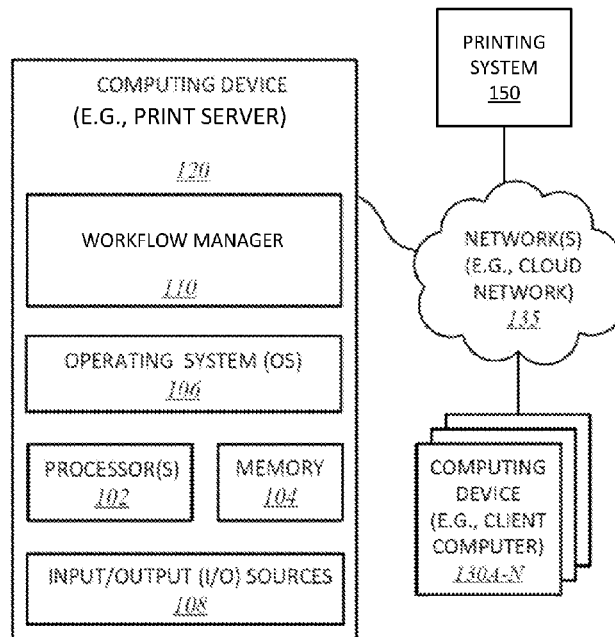 COMPUTING DEVICE
(E.G., PRINT SERVER)
120
WORKFLOW MANAGER
110
OPERATING SYSTEM (OS)
106
PROCESSOR(S)
102
MEMORY
104
INPUT/OUTPUT (I/O) SOURCES
108
PRINTING
SYSTEM
150
NETWORK(S)
(E.G., CLOUD
NETWORK)
135
COMPUTING
DEVICE
(E.G., CLIENT
COMPUTER)
130A-N